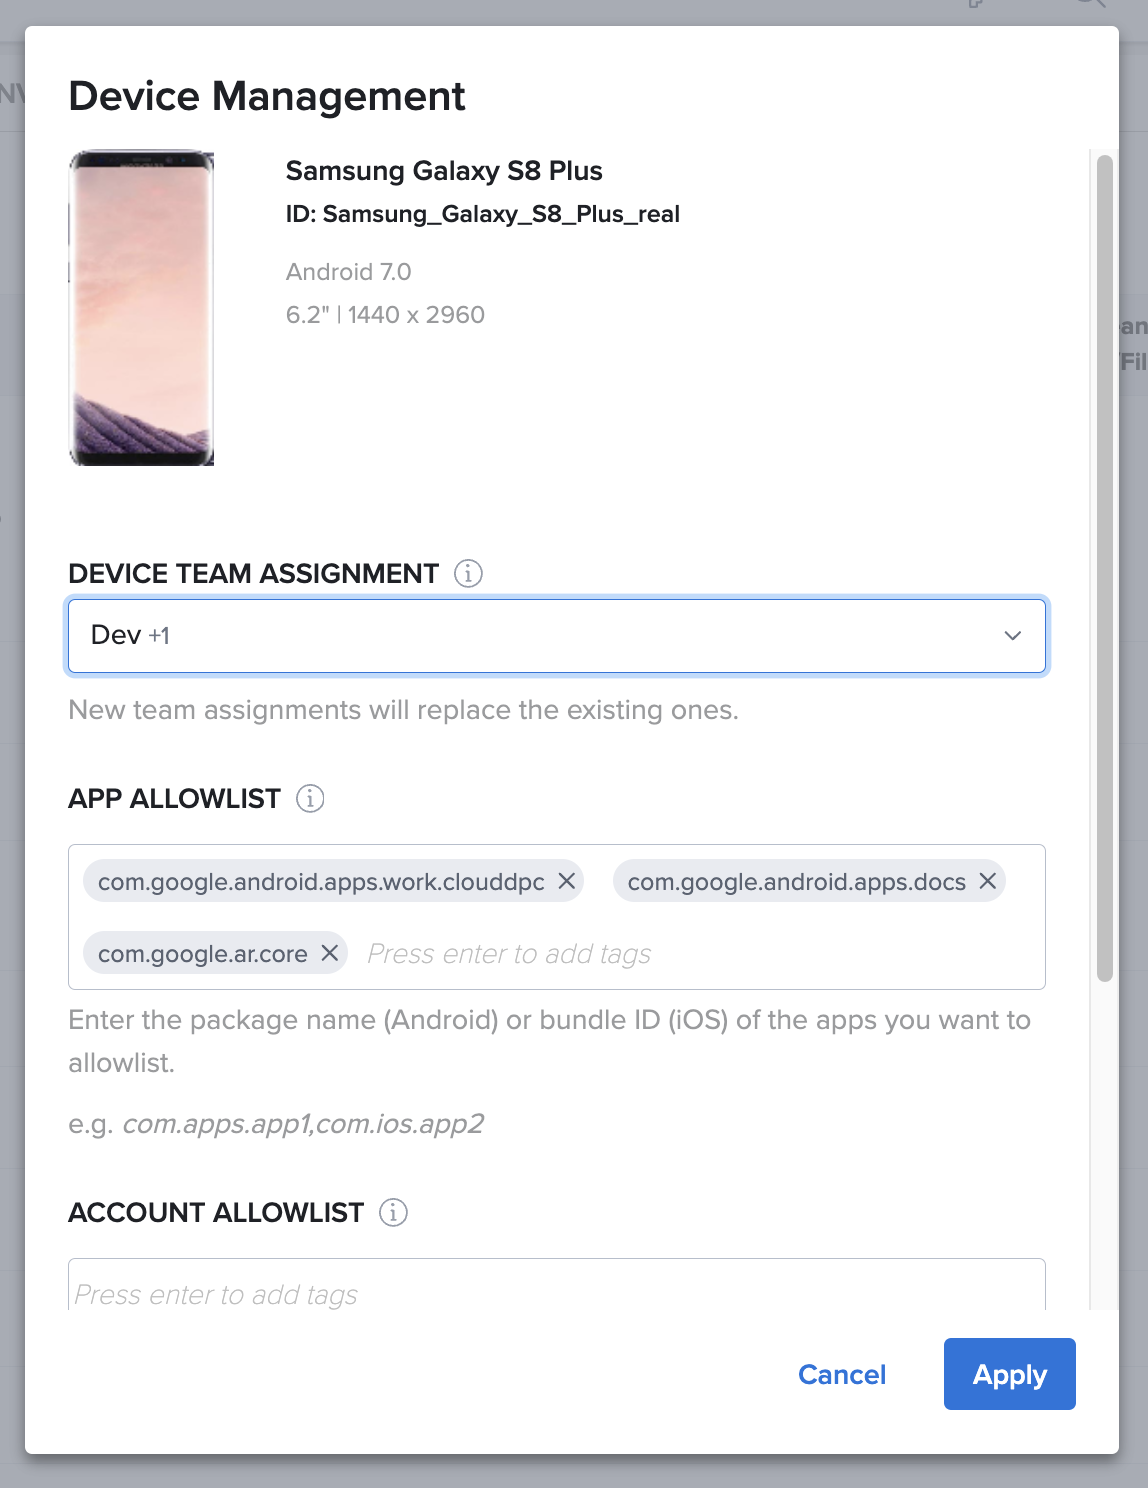 NV
Device Management
Samsung Galaxy S8 Plus
ID: Samsung_Galaxy_S8_Plus_real
Android 7.0
6.2" | 1440 x 2960
an
Fil
DEVICE TEAM ASSIGNMENT
Dev +1
New team assignments will replace the existing ones.
APP ALLOWLIST
com.google.android.apps.work.clouddpc com.google.android.apps.docs
com.google.ar.core Press enter to add tags
Enter the package name (Android) or bundle ID (iOS) of the apps you want to
allowlist.
e.g. com.apps.app1,com.ios.app2
ACCOUNT ALLOWLIST
Press enter to add tags
Cancel Apply